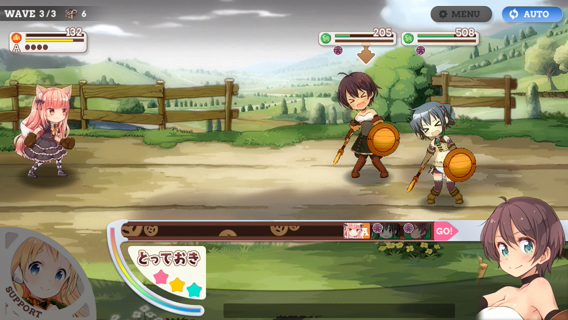 WAVE 3/3 6
MENU
AUTO
132
A
205
508
A
GO!
とっておき
SUPPORT